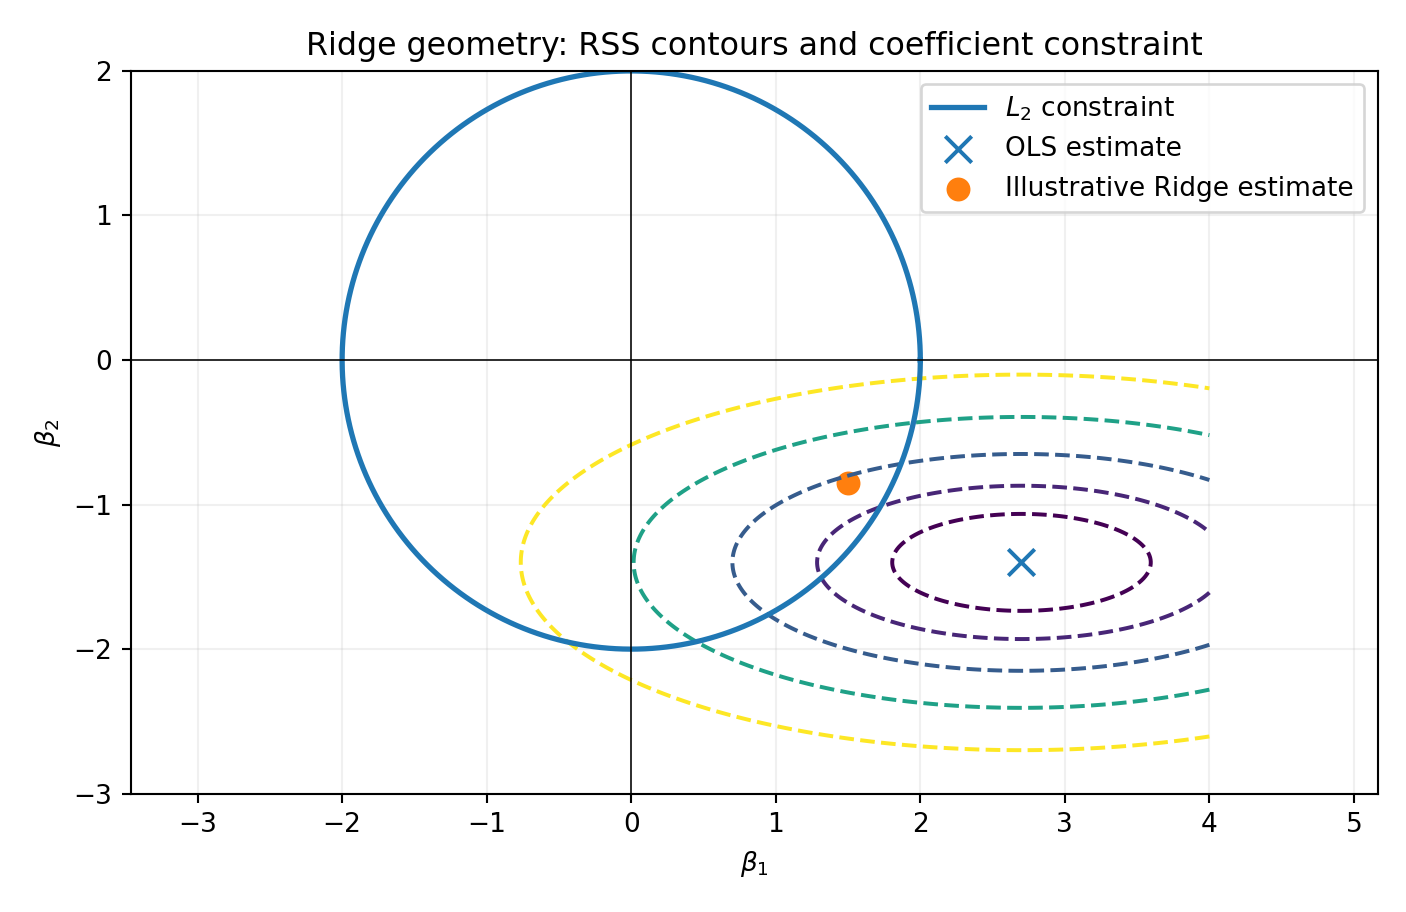 Ridge geometry: RSS contours and coefficient constraint
L₂ constraint
OLS estimate
Illustrative Ridge estimate
2
1
0
−1
−2
−3
β₂
−3 −2 −1 0 1 2 3 4 5
β₁